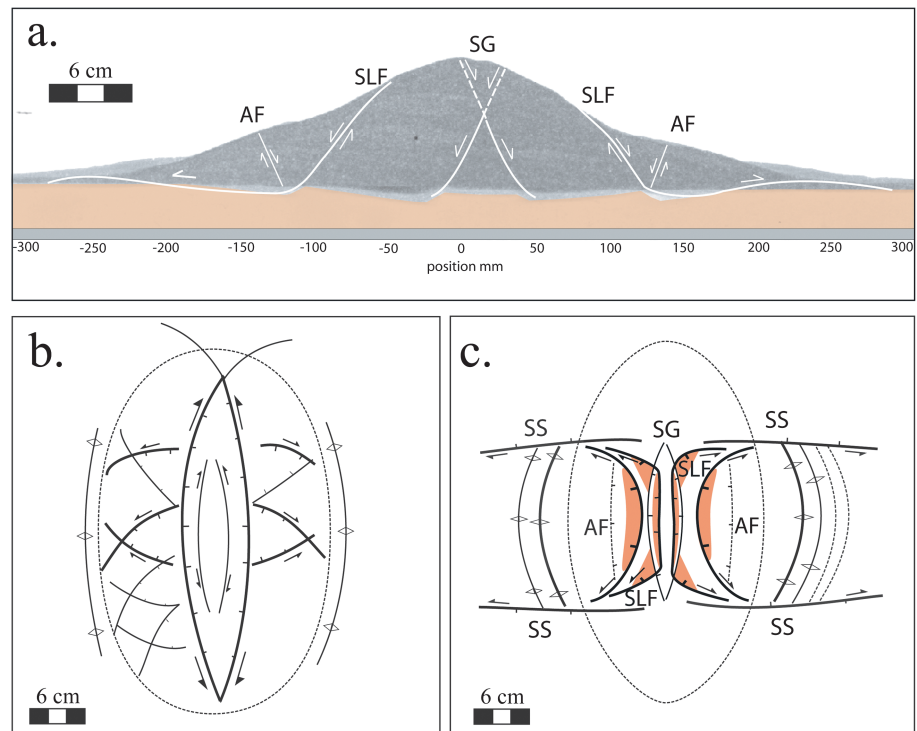 a.
SG
6 cm
SLF
SLF
AF
AF
-300 -250 -200 -150 -100 -50 0 50 100 150 200 250 300
position mm
b.
6 cm
c.
SS
SG
SS
SLF
AF
AF
SLF
SS
SS
6 cm